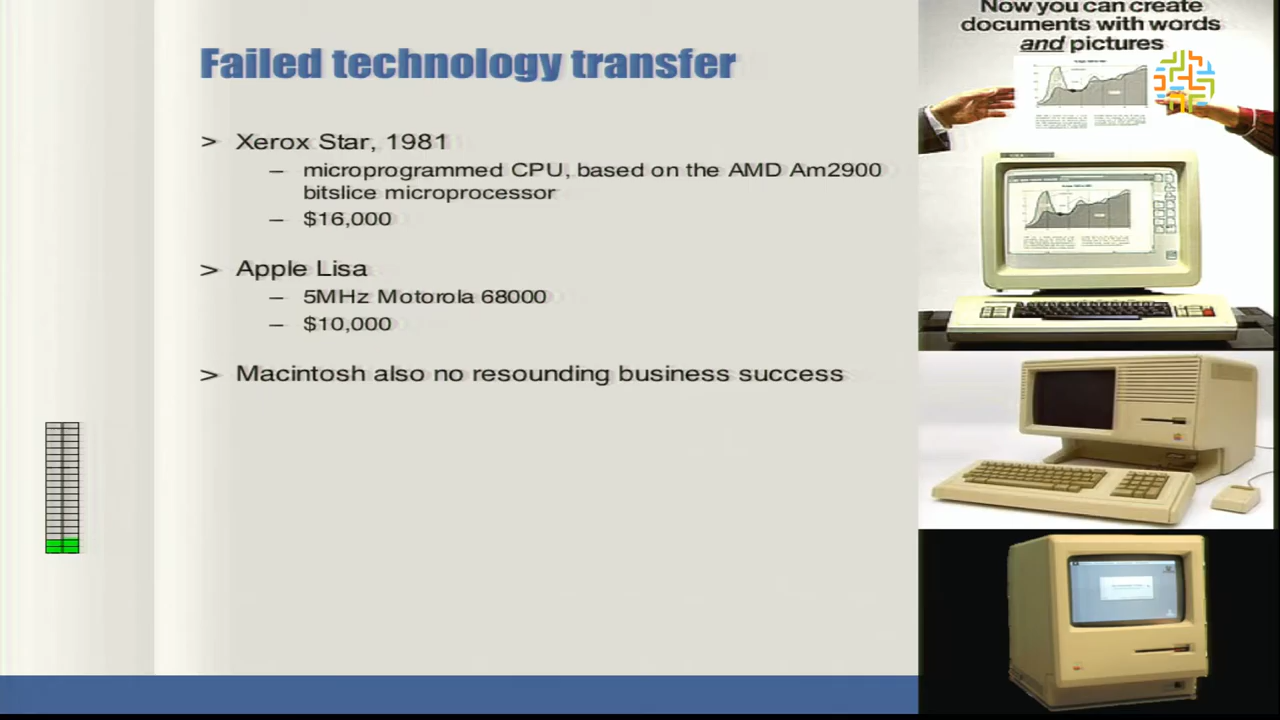 Failed technology transfer
> Xerox Star, 1981
– microprogrammed CPU, based on the AMD Am2900
bitslice microprocessor
– $16,000
> Apple Lisa
– 5MHz Motorola 68000
– $10,000
> Macintosh also no resounding business success
Now you can create
documents with words
and pictures